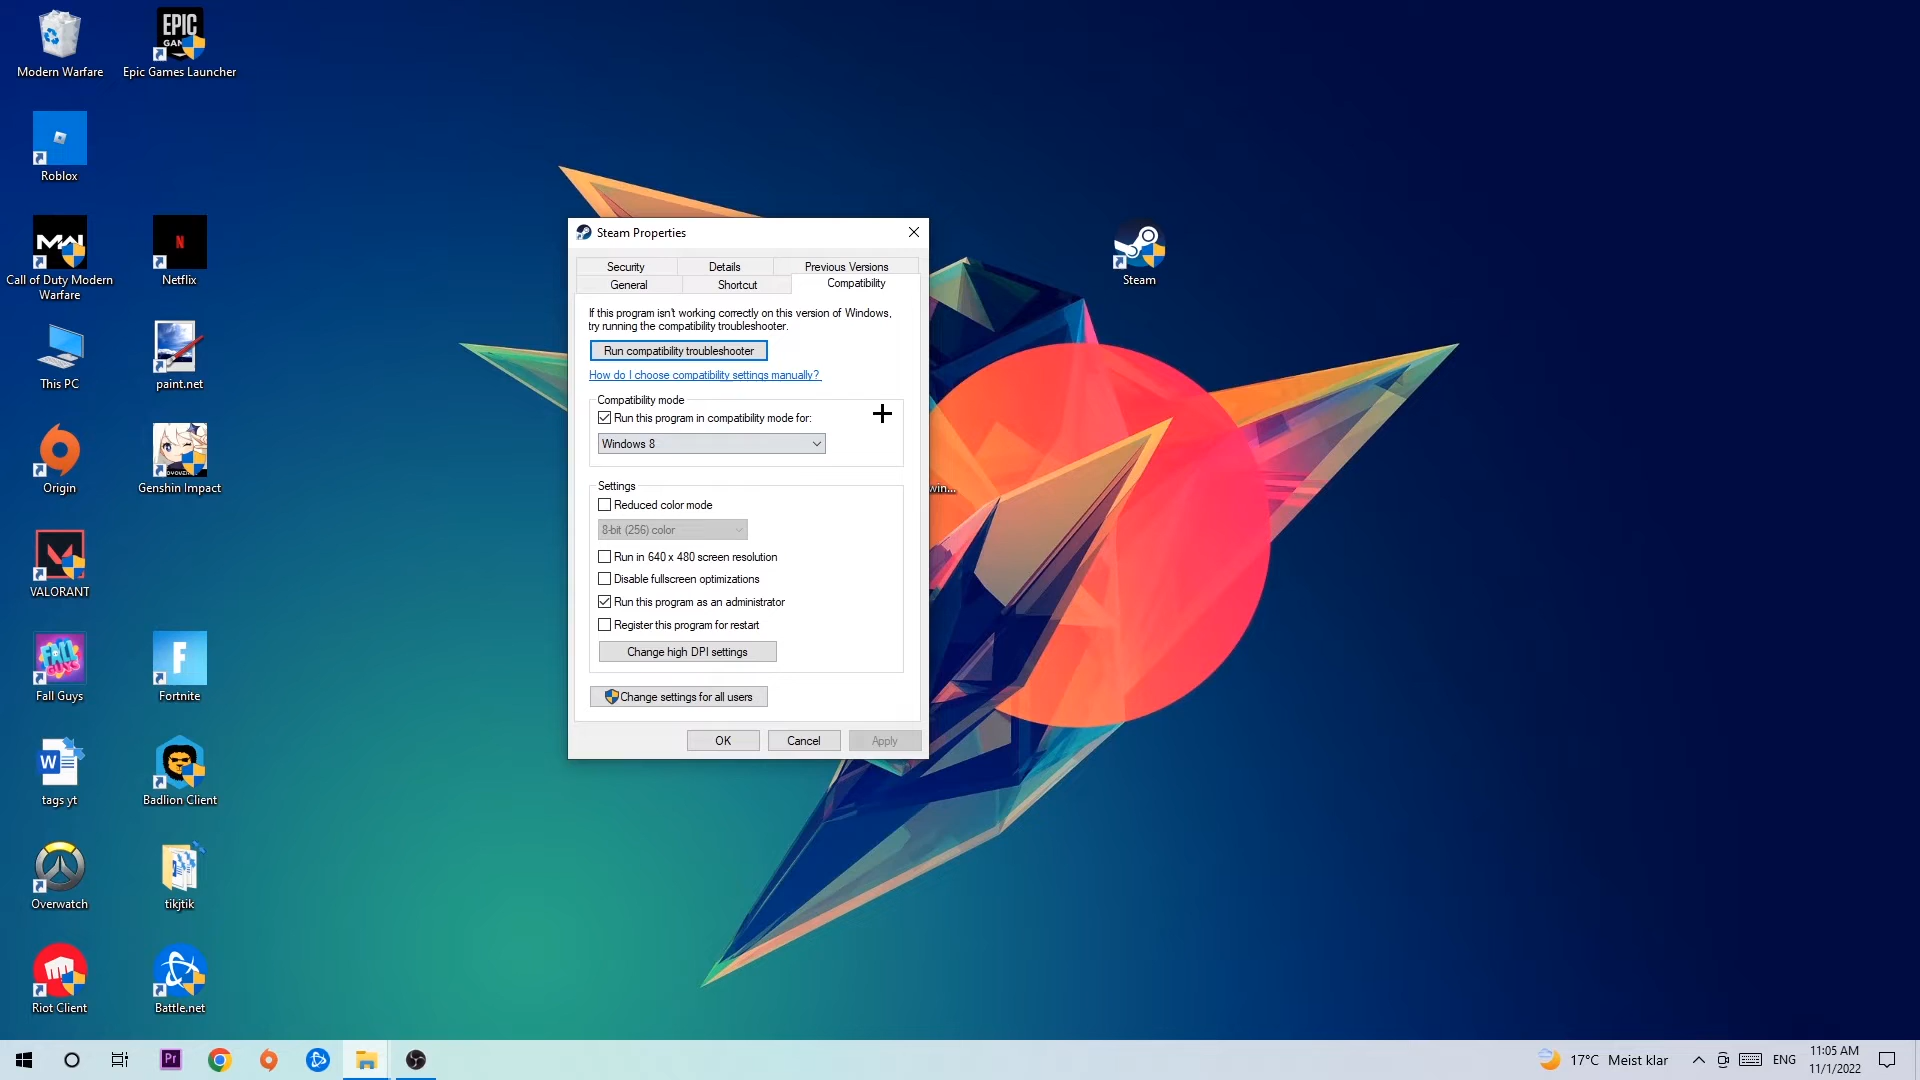 Modern Warfare
EPIC
GAMES
Epic Games Launcher
Roblox
Call of Duty Modern
Warfare
N
Netflix
This PC
paint.net
Origin
Genshin Impact
VALORANT
FALL
GUYS
Fall Guys
F
Fortnite
W
tags yt
Badlion Client
Overwatch
tikjtik
Riot Client
Battle.net
Steam
win...
Steam Properties
Security
Details
Previous Versions
General
Shortcut
Compatibility
If this program isn't working correctly on this version of Windows,
try running the compatibility troubleshooter.
Run compatibility troubleshooter
How do I choose compatibility settings manually?
Compatibility mode
Run this program in compatibility mode for:
Windows 8
Settings
Reduced color mode
8-bit (256) color
Run in 640 x 480 screen resolution
Disable fullscreen optimizations
Run this program as an administrator
Register this program for restart
Change high DPI settings
Change settings for all users
OK
Cancel
Apply
Pr
17°C Meist klar
ENG
11:05 AM
11/1/2022